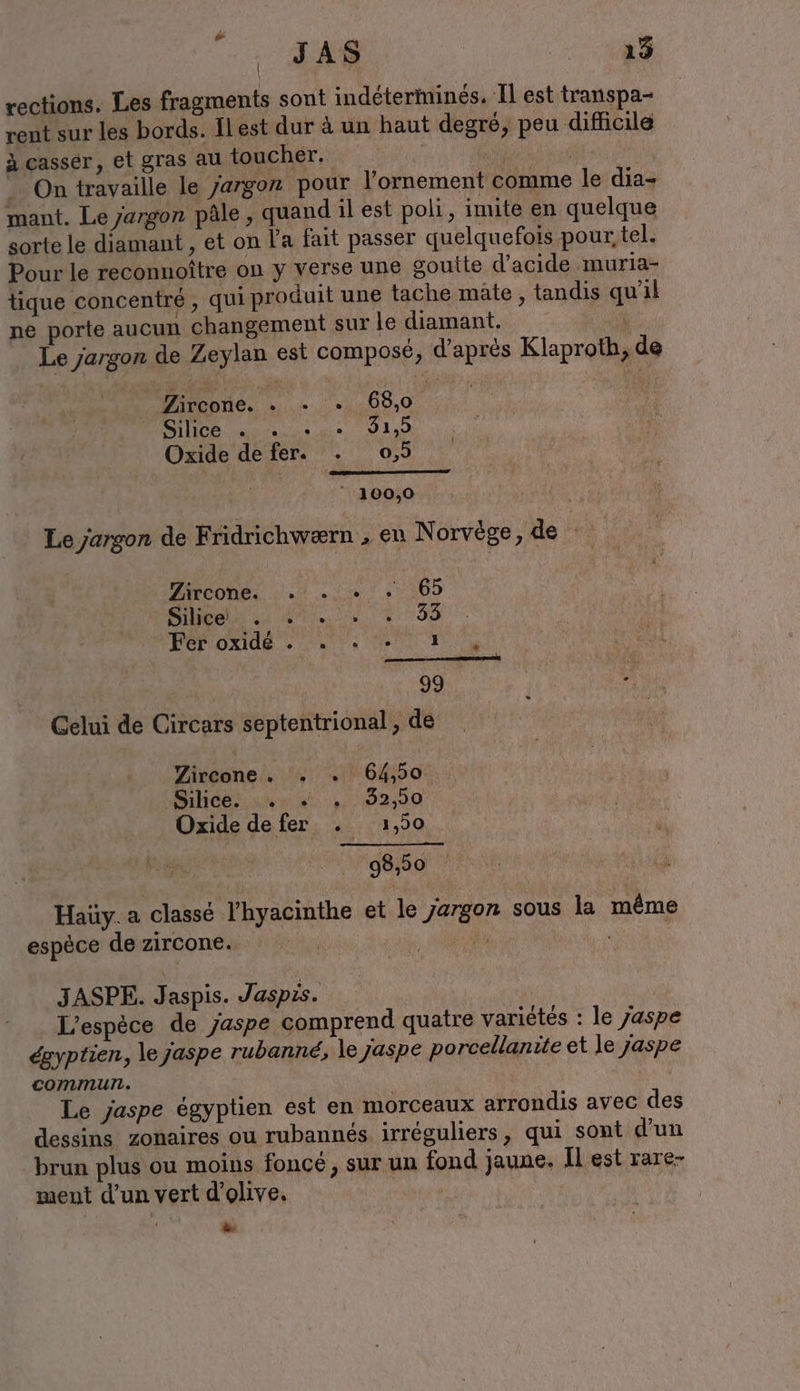 JAS 13
rections. Les fragments sont indéterminés. Il est transpa-
rent sur les bords. Il est dur à un haut degré, peu difficile
à casser, et gras au toucher.
On travaille le jargon pour l'ornement comme le dia-
mant. Le jargon pâle, quand il est poli, imite en quelque
sorte le diamant, et on l'a fait passer quelquefois pour tel.
Pour le reconnoître on y verse une goutte d'acide muria-
tique concentré, qui produit une tache mate, tandis qu'il
ne porte aucun changement sur le diamant.
Le jargon de Zeylan est composé, d'après Klaproth, de
Zircone. . . . 68,0
Silice . . . . 31,5
Oxide de fer. . 0,5
100,0
Le jargon de Fridrichwærn, en Norvège, de
Zircone. . . . . 65
Silice . . . . . 33
Fer oxidé . . . . 1
99
Celui de Circars septentrional, de
Zircone . . . 64,50
Silice. . . . 32,50
Oxide de fer . 1,50
98,50
Haüy a classé l'hyacinthe et le jargon sous la même
espèce de zircone.
JASPE. Jaspis. Jaspis.
L'espèce de jaspe comprend quatre variétés : le jaspe
égyptien, le jaspe rubanné, le jaspe porcellanite et le jaspe
commun.
Le jaspe égyptien est en morceaux arrondis avec des
dessins zonaires ou rubannés irréguliers, qui sont d'un
brun plus ou moins foncé, sur un fond jaune. Il est rare-
ment d'un vert d'olive.